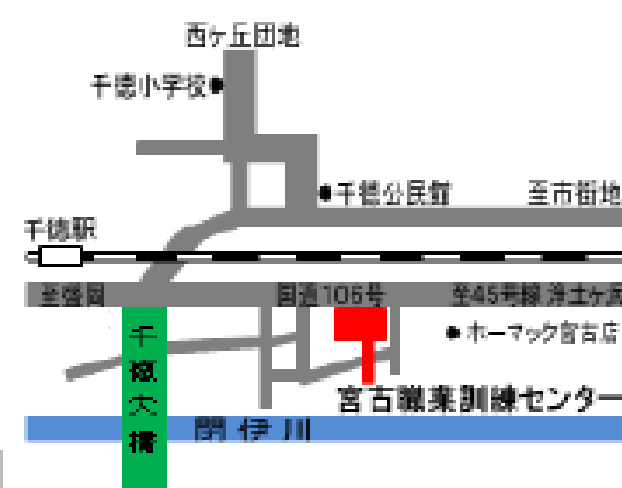 西ヶ丘団地
千徳小学校
千徳公民館
至市街地
千徳駅
至盛岡
国道106号
至45号線 浄土ヶ浜
千徳大橋
ホーマック宮古店
宮古職業訓練センター
閉伊川